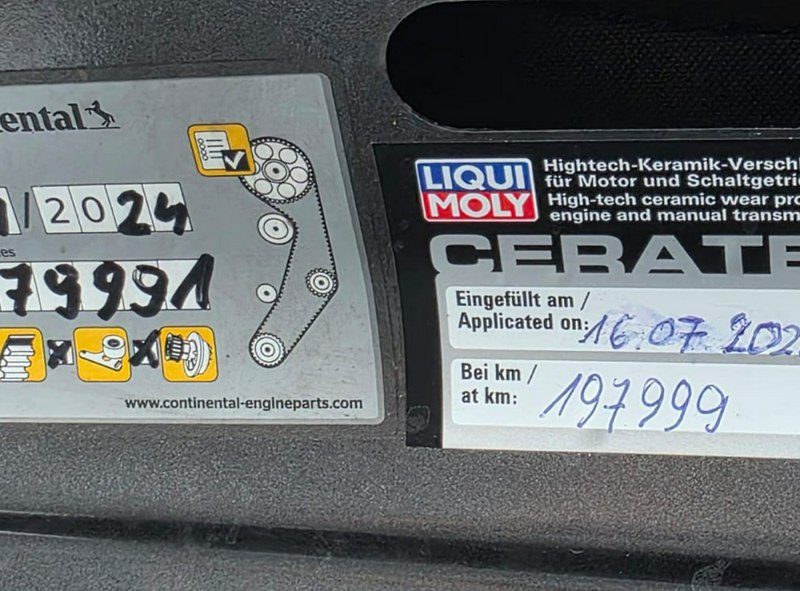 ental
/2024
es
79991
www.continental-engineparts.com
LIQUI
MOLY
Hightech-Keramik-Verschl
für Motor und Schaltgetrie
High-tech ceramic wear pro
engine and manual transm
CERATE
Eingefüllt am /
Applicated on: 16.07 202
Bei km /
at km: 197999